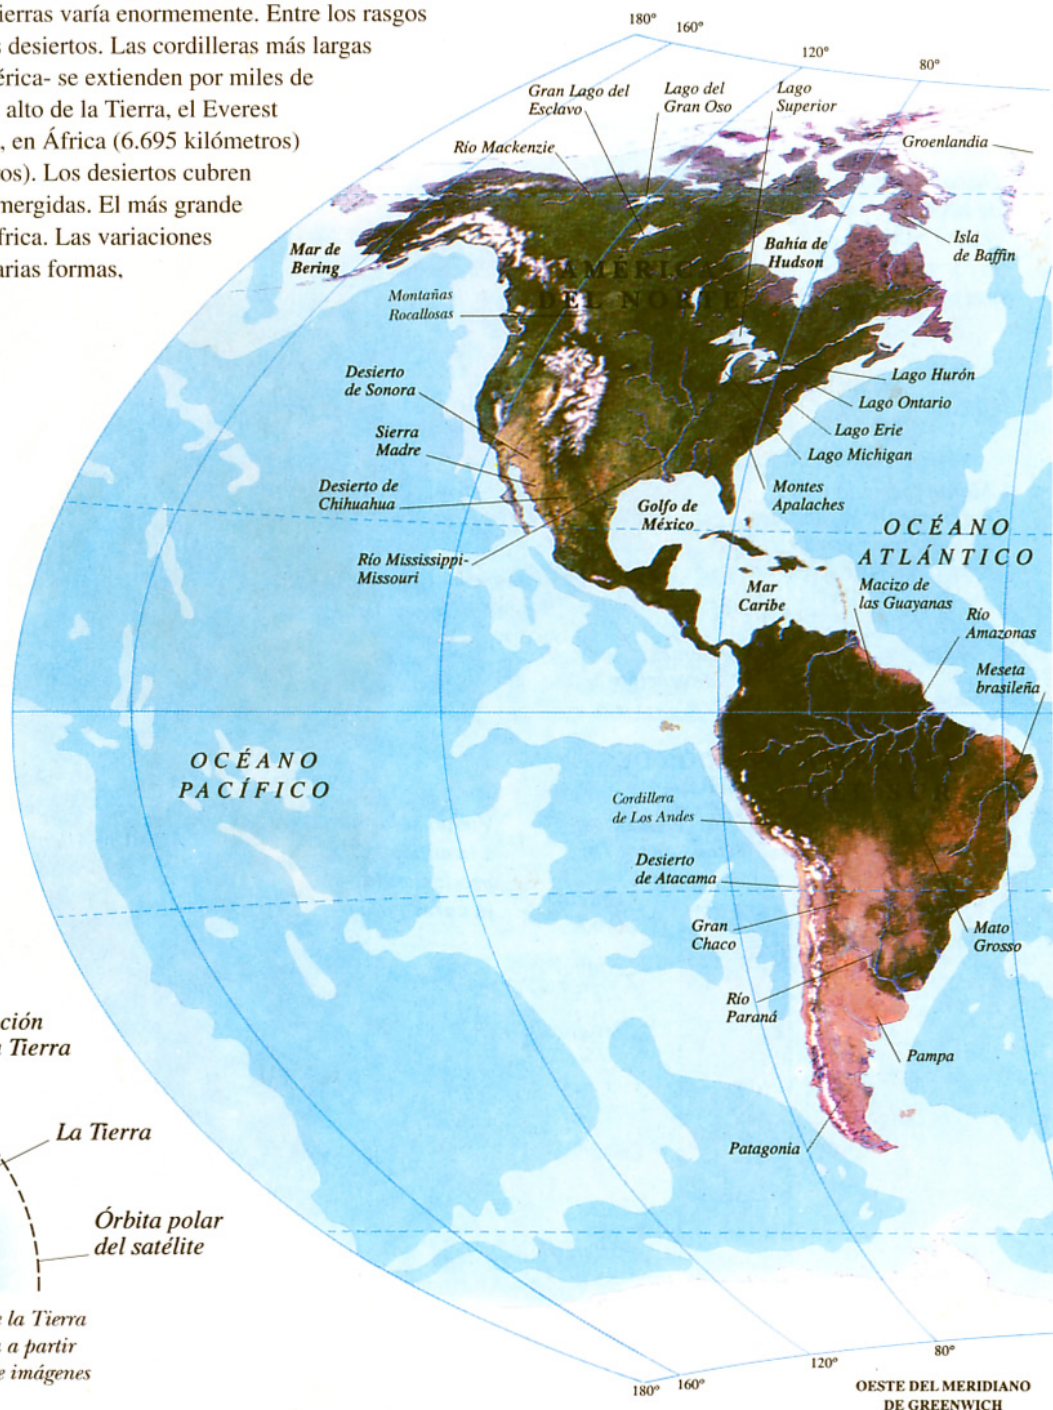 ierras varía enormemente. Entre los rasgos
s desiertos. Las cordilleras más largas
érica- se extienden por miles de
alto de la Tierra, el Everest
, en África (6.695 kilómetros)
ros). Los desiertos cubren
mergidas. El más grande
frica. Las variaciones
arias formas,
180°
160°
120°
80°
Gran Lago del
Esclavo
Lago del
Gran Oso
Lago
Superior
Río Mackenzie
Groenlandia
Mar de
Bering
Bahía de
Hudson
Isla
de Baffin
AMÉRICA
DEL NORTE
Montañas
Rocallosas
Desierto
de Sonora
Lago Hurón
Lago Ontario
Sierra
Madre
Lago Erie
Lago Michigan
Desierto de
Chihuahua
Montes
Apalaches
Golfo de
México
OCÉANO
ATLÁNTICO
Río Mississippi-
Missouri
Mar
Caribe
Macizo de
las Guayanas
Río
Amazonas
Meseta
brasileña
OCÉANO
PACÍFICO
SUR
Cordillera
de Los Andes
Desierto
de Atacama
Gran
Chaco
Mato
Grosso
Río
Paraná
Pampa
Patagonia
ción
a Tierra
La Tierra
Órbita polar
del satélite
e la Tierra
a partir
e imágenes
180°
160°
120°
80°
OESTE DEL MERIDIANO
DE GREENWICH